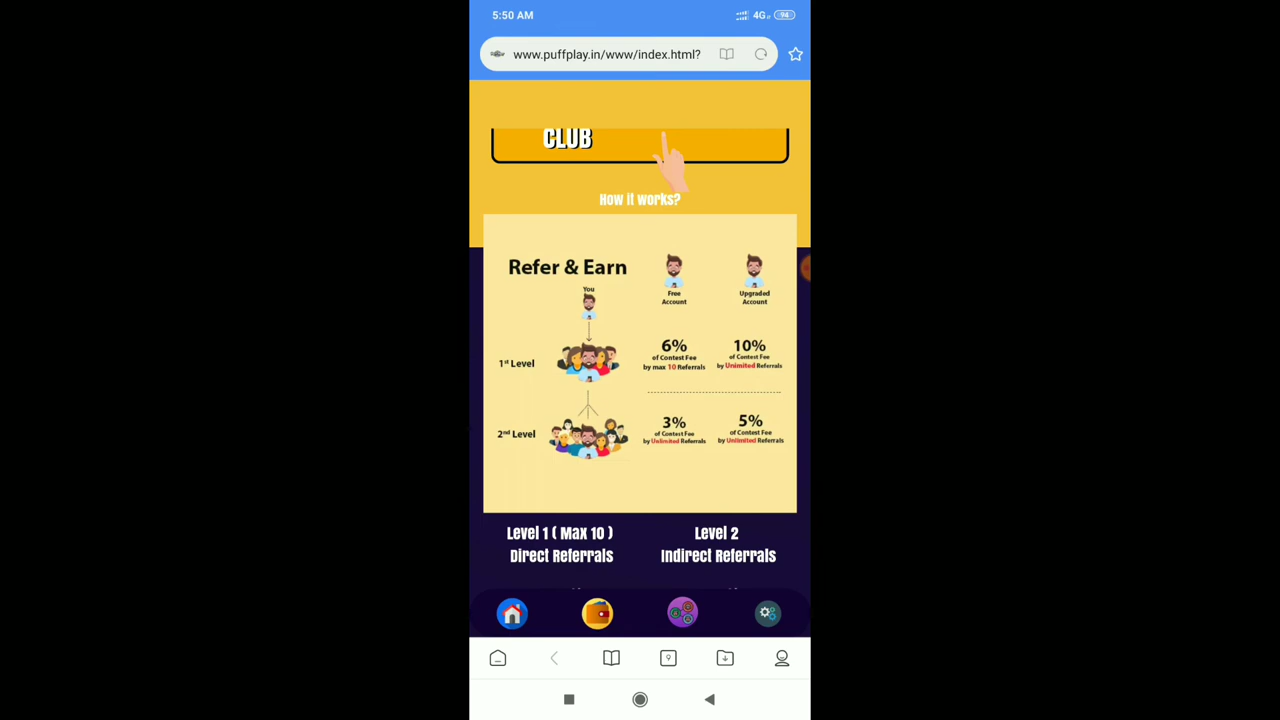 5:50 AM
4G
94
www.puffplay.in/www/index.html?
CLUB
How it works?
Refer & Earn
You
Free
Account
Upgraded
Account
1st Level
6%
of Contest Fee
by max 10 Referrals
10%
of Contest Fee
by Unimited Referrals
2nd Level
3%
of Contest Fee
by Unlimited Referrals
5%
of Contest Fee
by Unlimited Referrals
Level 1 ( Max 10 )
Direct Referrals
Level 2
Indirect Referrals